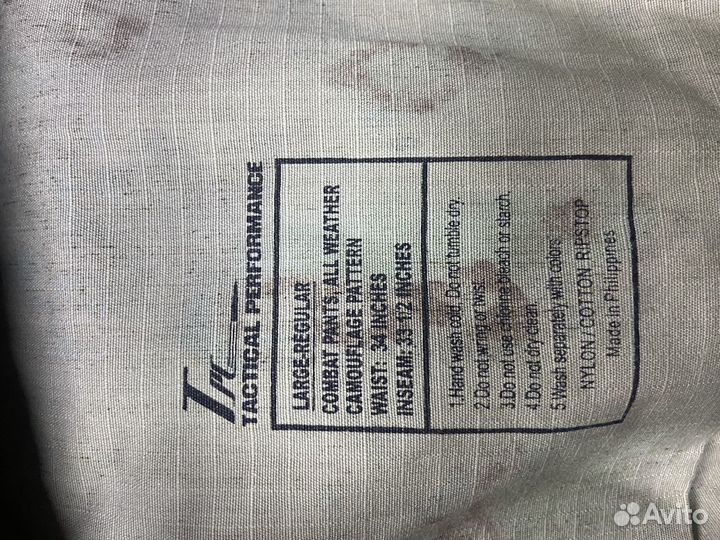 TPC
TACTICAL PERFORMANCE
LARGE-REGULAR
COMBAT PANTS, ALL WEATHER
CAMOUFLAGE PATTERN
WAIST: 34 INCHES
INSEAM: 33 1/2 INCHES
1.Hand wash cold. Do not tumble dry.
2.Do not wring or twist.
3.Do not use chlorine bleach or starch.
4.Do not dry clean.
5.Wash separately with colors
NYLON / COTTON RIPSTOP
Made in Philippines
Avito